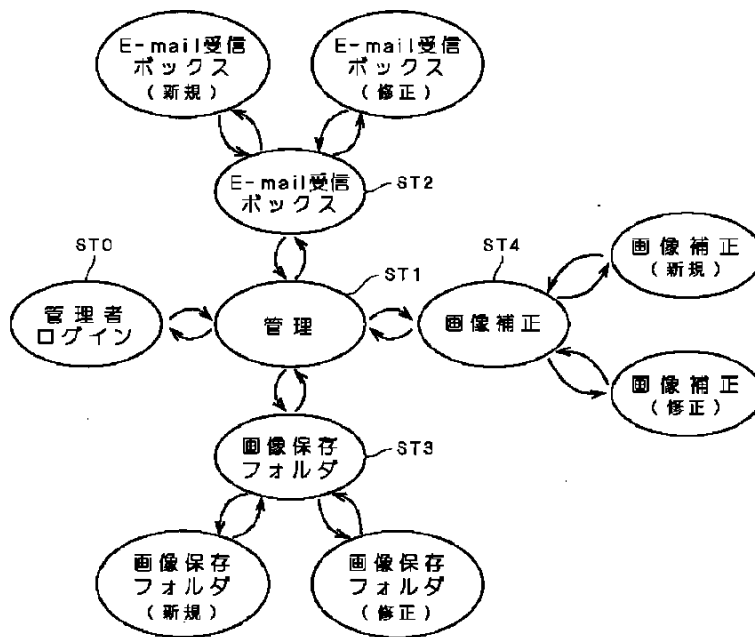 E-mail受信
ボックス
(新規)
E-mail受信
ボックス
(修正)
E-mail受信
ボックス
ST2
ST0
管理者
ログイン
ST1
管理
ST4
画像補正
画像補正
(新規)
画像補正
(修正)
画像保存
フォルダ
ST3
画像保存
フォルダ
(新規)
画像保存
フォルダ
(修正)